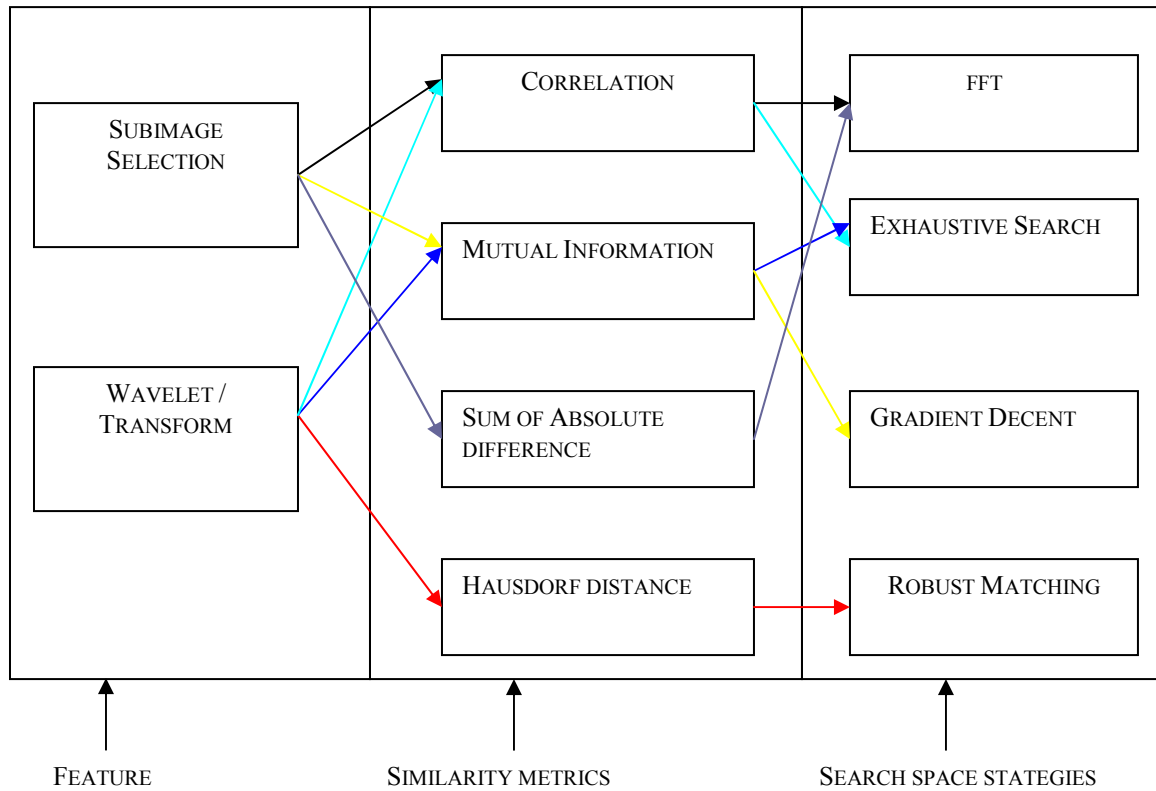 SUBIMAGE
SELECTION
WAVELET /
TRANSFORM
CORRELATION
MUTUAL INFORMATION
SUM OF ABSOLUTE
DIFFERENCE
HAUSDORF DISTANCE
FFT
EXHAUSTIVE SEARCH
GRADIENT DECENT
ROBUST MATCHING
FEATURE
SIMILARITY METRICS
SEARCH SPACE STATEGIES